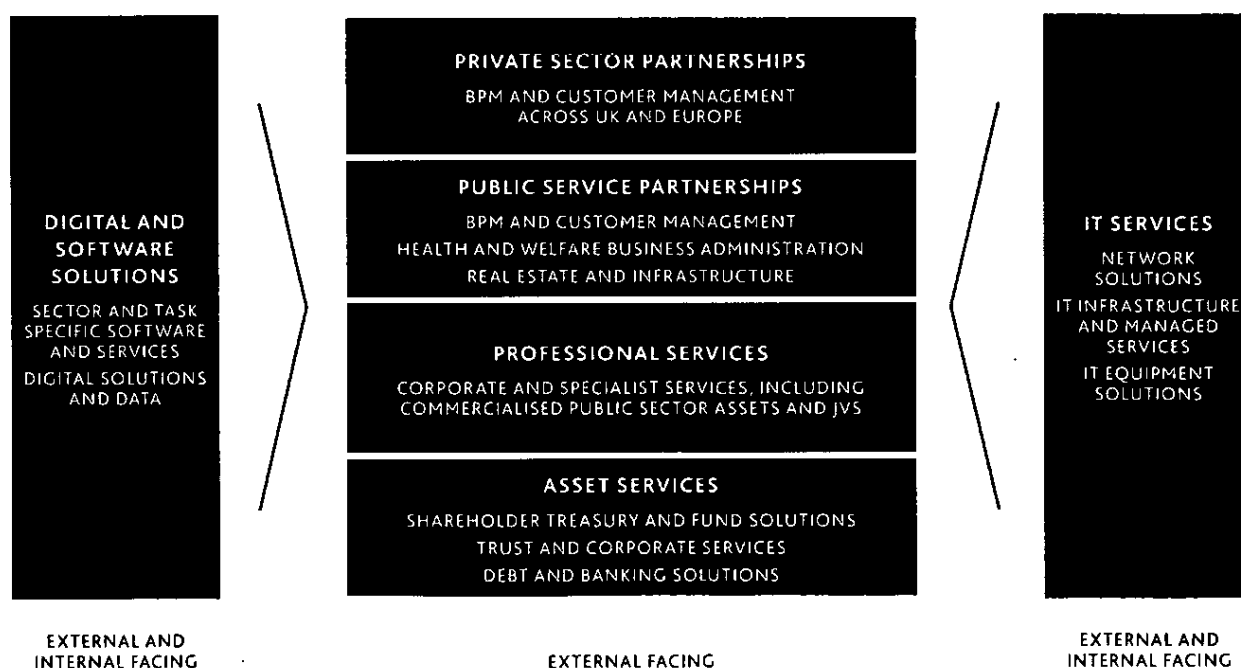 DIGITAL AND
SOFTWARE
SOLUTIONS
SECTOR AND TASK
SPECIFIC SOFTWARE
AND SERVICES
DIGITAL SOLUTIONS
AND DATA
EXTERNAL AND
INTERNAL FACING
PRIVATE SECTOR PARTNERSHIPS
BPM AND CUSTOMER MANAGEMENT
ACROSS UK AND EUROPE
PUBLIC SERVICE PARTNERSHIPS
BPM AND CUSTOMER MANAGEMENT
HEALTH AND WELFARE BUSINESS ADMINISTRATION
REAL ESTATE AND INFRASTRUCTURE
PROFESSIONAL SERVICES
CORPORATE AND SPECIALIST SERVICES, INCLUDING
COMMERCIALISED PUBLIC SECTOR ASSETS AND JVS
ASSET SERVICES
SHAREHOLDER TREASURY AND FUND SOLUTIONS
TRUST AND CORPORATE SERVICES
DEBT AND BANKING SOLUTIONS
EXTERNAL FACING
IT SERVICES
NETWORK
SOLUTIONS
IT INFRASTRUCTURE
AND MANAGED
SERVICES
IT EQUIPMENT
SOLUTIONS
EXTERNAL AND
INTERNAL FACING